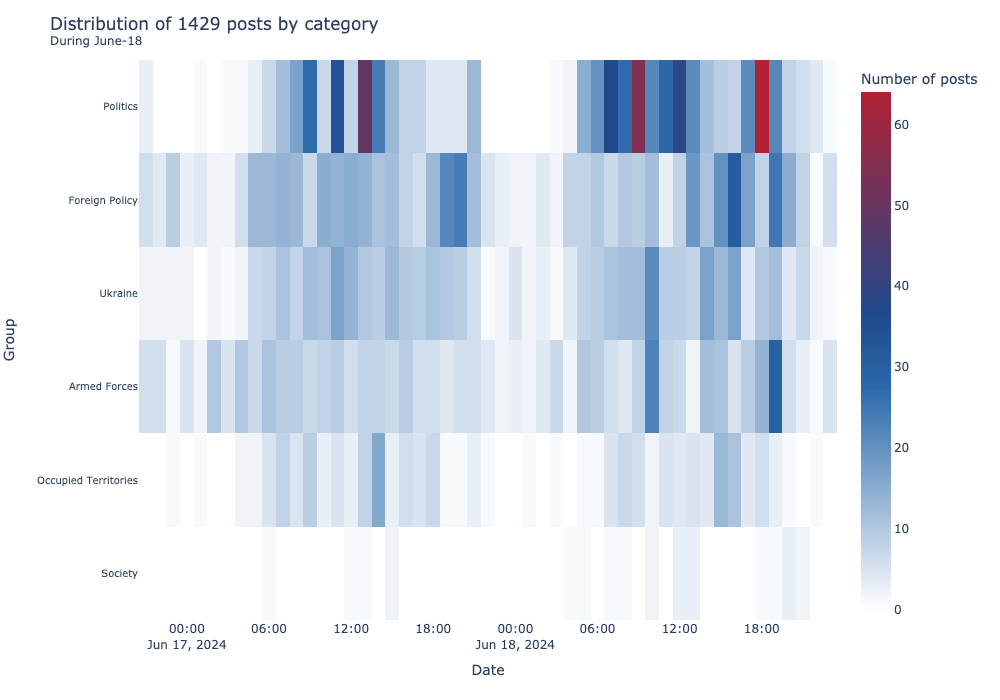 Distribution of 1429 posts by category
During June-18
Number of posts
Politics
Foreign Policy
Ukraine
Armed Forces
Occupied Territories
Society
Group
60
50
40
30
20
10
0
00:00 06:00 12:00 18:00 00:00 06:00 12:00 18:00
Jun 17, 2024 Jun 18, 2024
Date